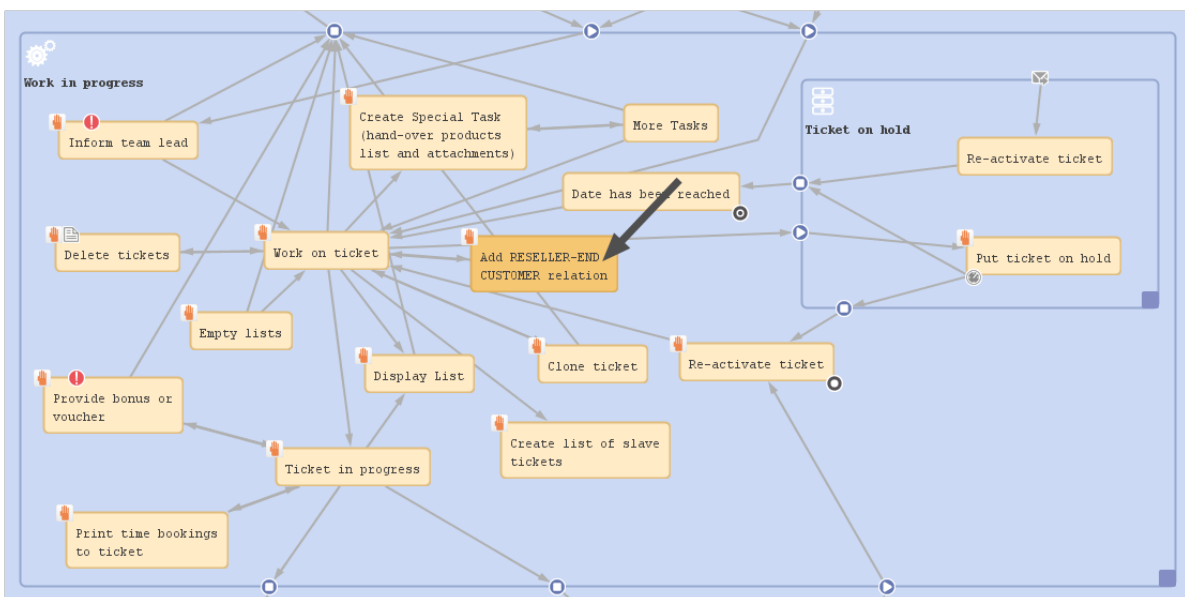 Work in progress
Inform team lead
Create Special Task
(hand-over products
list and attachments)
More Tasks
Ticket on hold
Re-activate ticket
Date has been reached
Delete tickets
Work on ticket
Add RESELLER-END
CUSTOMER relation
Put ticket on hold
Empty lists
Display List
Clone ticket
Re-activate ticket
Provide bonus or
voucher
Create list of slave
tickets
Ticket in progress
Print time bookings
to ticket